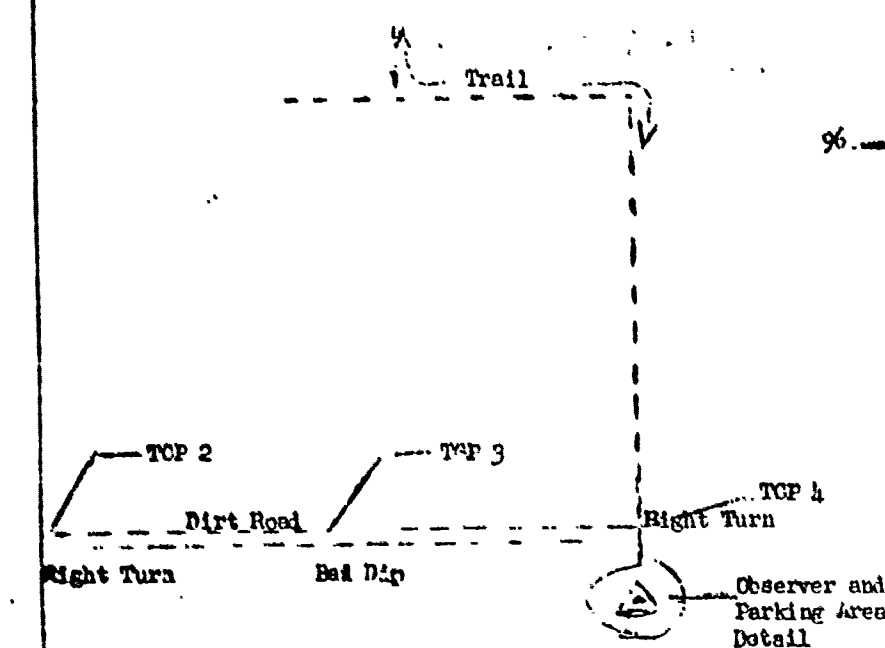 Trail
96
TCP 2
TCP 3
TCP 4
Dirt Road
Right Turn
Right Turn
Bad Dip
Observer and
Parking Area
Detail